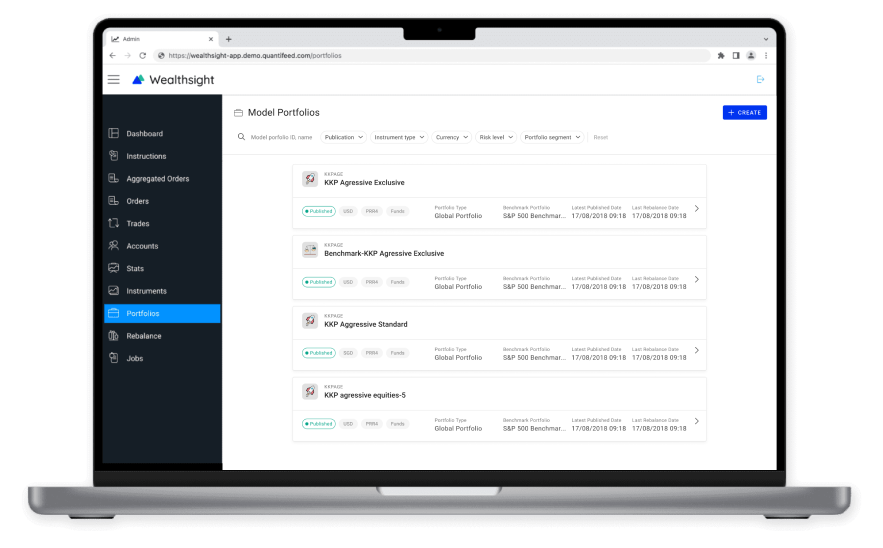 Admin
https://wealthsight-app.demo.quantifeed.com/portfolios
Wealthsight
Model Portfolios
+ CREATE
Model porfolio ID, name Publication Instrument type Currency Risk level Portfolio segment Reset
Dashboard
Instructions
Aggregated Orders
Orders
Trades
Accounts
Stats
Instruments
Portfolios
Rebalance
Jobs
KKPAGE
KKP Agressive Exclusive
Published USD PRR4 Funds
Portfolio Type Benchmark Portfolio Latest Published Date Last Rebalance Date
Global Portfolio S&P 500 Benchmar... 17/08/2018 09:18 17/08/2018 09:18
KKPAGE
Benchmark-KKP Agressive Exclusive
Published USD PRR4 Funds
Portfolio Type Benchmark Portfolio Latest Published Date Last Rebalance Date
Global Portfolio S&P 500 Benchmar... 17/08/2018 09:18 17/08/2018 09:18
KKPAGE
KKP Aggressive Standard
Published SGD PRR4 Funds
Portfolio Type Benchmark Portfolio Latest Published Date Last Rebalance Date
Global Portfolio S&P 500 Benchmar... 17/08/2018 09:18 17/08/2018 09:18
KKPAGE
KKP agressive equities-5
Published USD PRR4 Funds
Portfolio Type Benchmark Portfolio Latest Published Date Last Rebalance Date
Global Portfolio S&P 500 Benchmar... 17/08/2018 09:18 17/08/2018 09:18